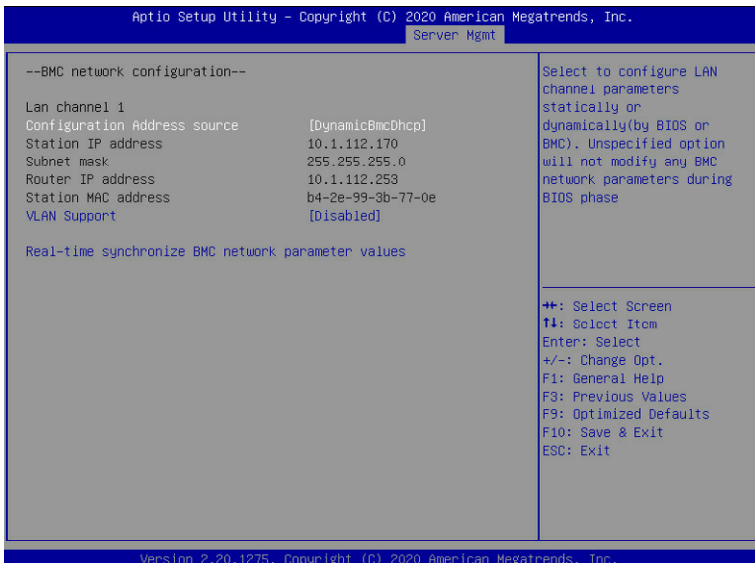 Aptio Setup Utility – Copyright (C) 2020 American Megatrends, Inc.
Server Mgmt
--BMC network configuration--
Lan channel 1
Configuration Address source [DynamicBmcDhcp]
Station IP address 10.1.112.170
Subnet mask 255.255.255.0
Router IP address 10.1.112.253
Station MAC address b4-2e-99-3b-77-0e
VLAN Support [Disabled]
Real-time synchronize BMC network parameter values
Select to configure LAN
channel parameters
statically or
dynamically(by BIOS or
BMC). Unspecified option
will not modify any BMC
network parameters during
BIOS phase
→←: Select Screen
↑↓: Select Item
Enter: Select
+/-: Change Opt.
F1: General Help
F3: Previous Values
F9: Optimized Defaults
F10: Save & Exit
ESC: Exit
Version 2.20.1275. Copyright (C) 2020 American Megatrends, Inc.